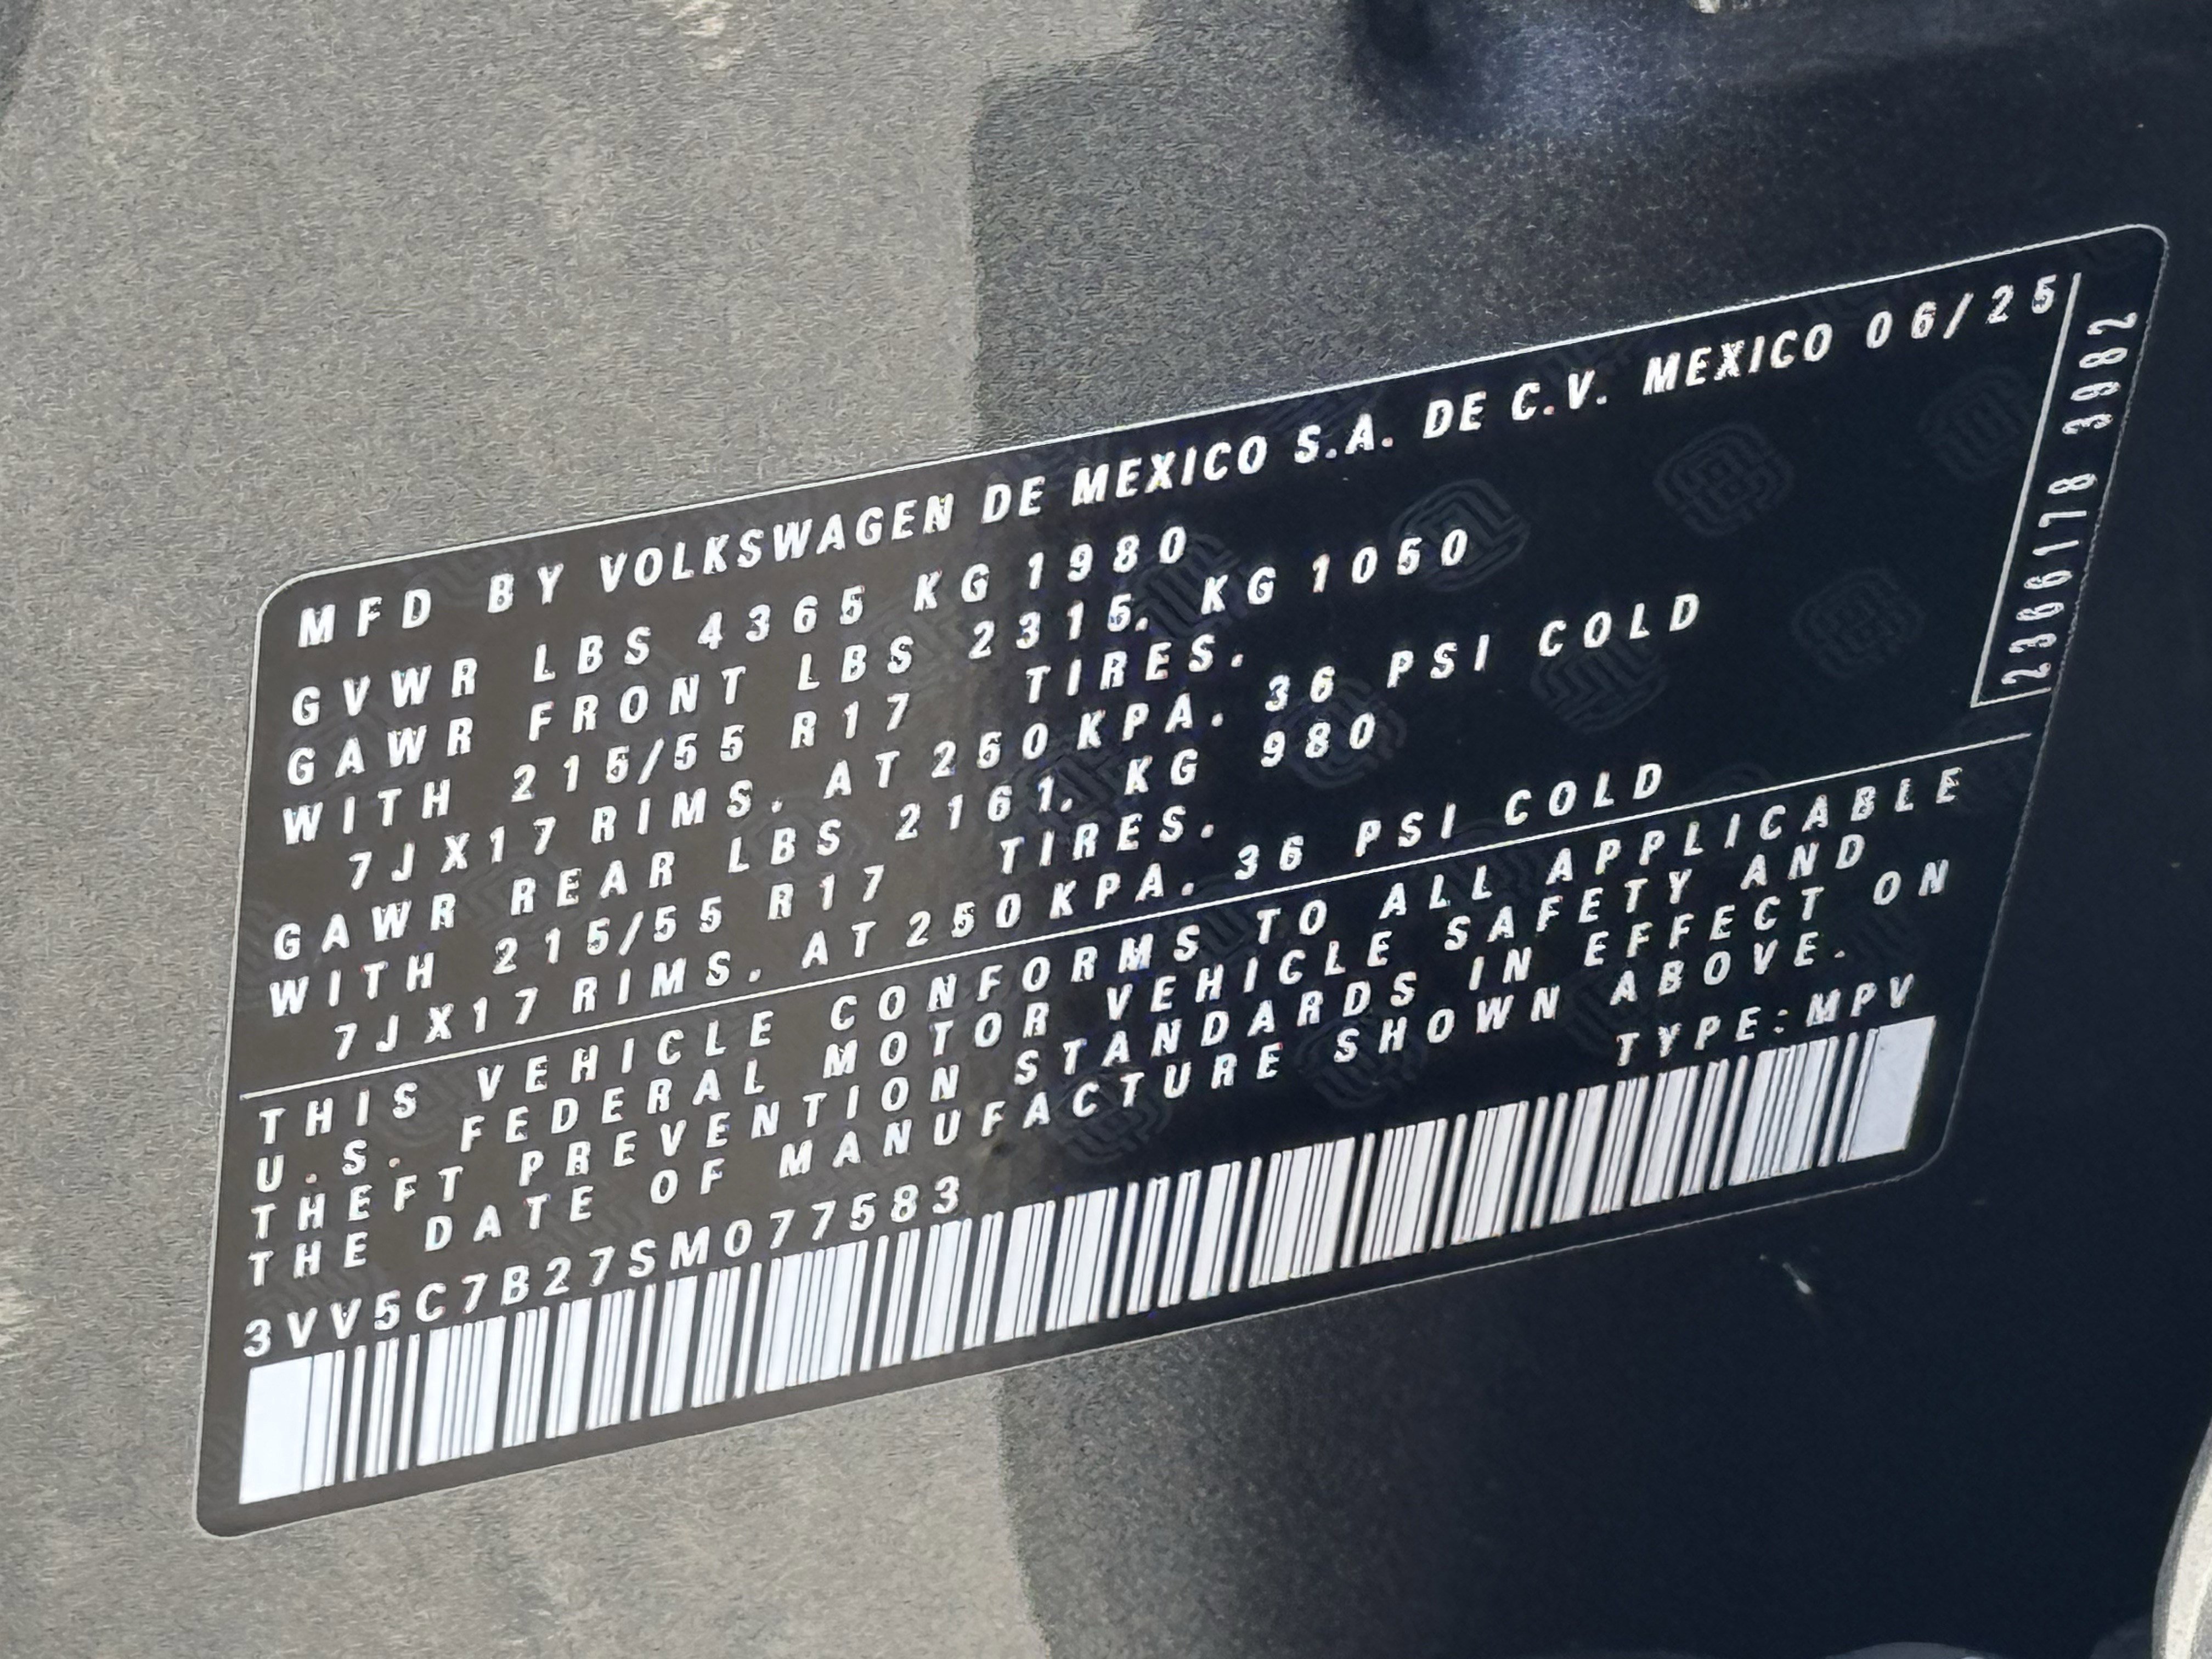 MFD BY VOLKSWAGEN DE MEXICO S.A. DE C.V. MEXICO 06/25
GVWR LBS 4365 KG 1980
GAWR FRONT LBS 2315. KG 1050
WITH 215/55 R17 TIRES.
7JX17 RIMS. AT 250KPA. 36 PSI COLD
GAWR REAR LBS 2161. KG 980
WITH 215/55 R17 TIRES.
7JX17 RIMS. AT 250KPA. 36 PSI COLD
THIS VEHICLE CONFORMS TO ALL APPLICABLE
U.S. FEDERAL MOTOR VEHICLE SAFETY AND
THEFT PREVENTION STANDARDS IN EFFECT ON
THE DATE OF MANUFACTURE SHOWN ABOVE.
3VV5C7B27SM077583 TYPE:MPV